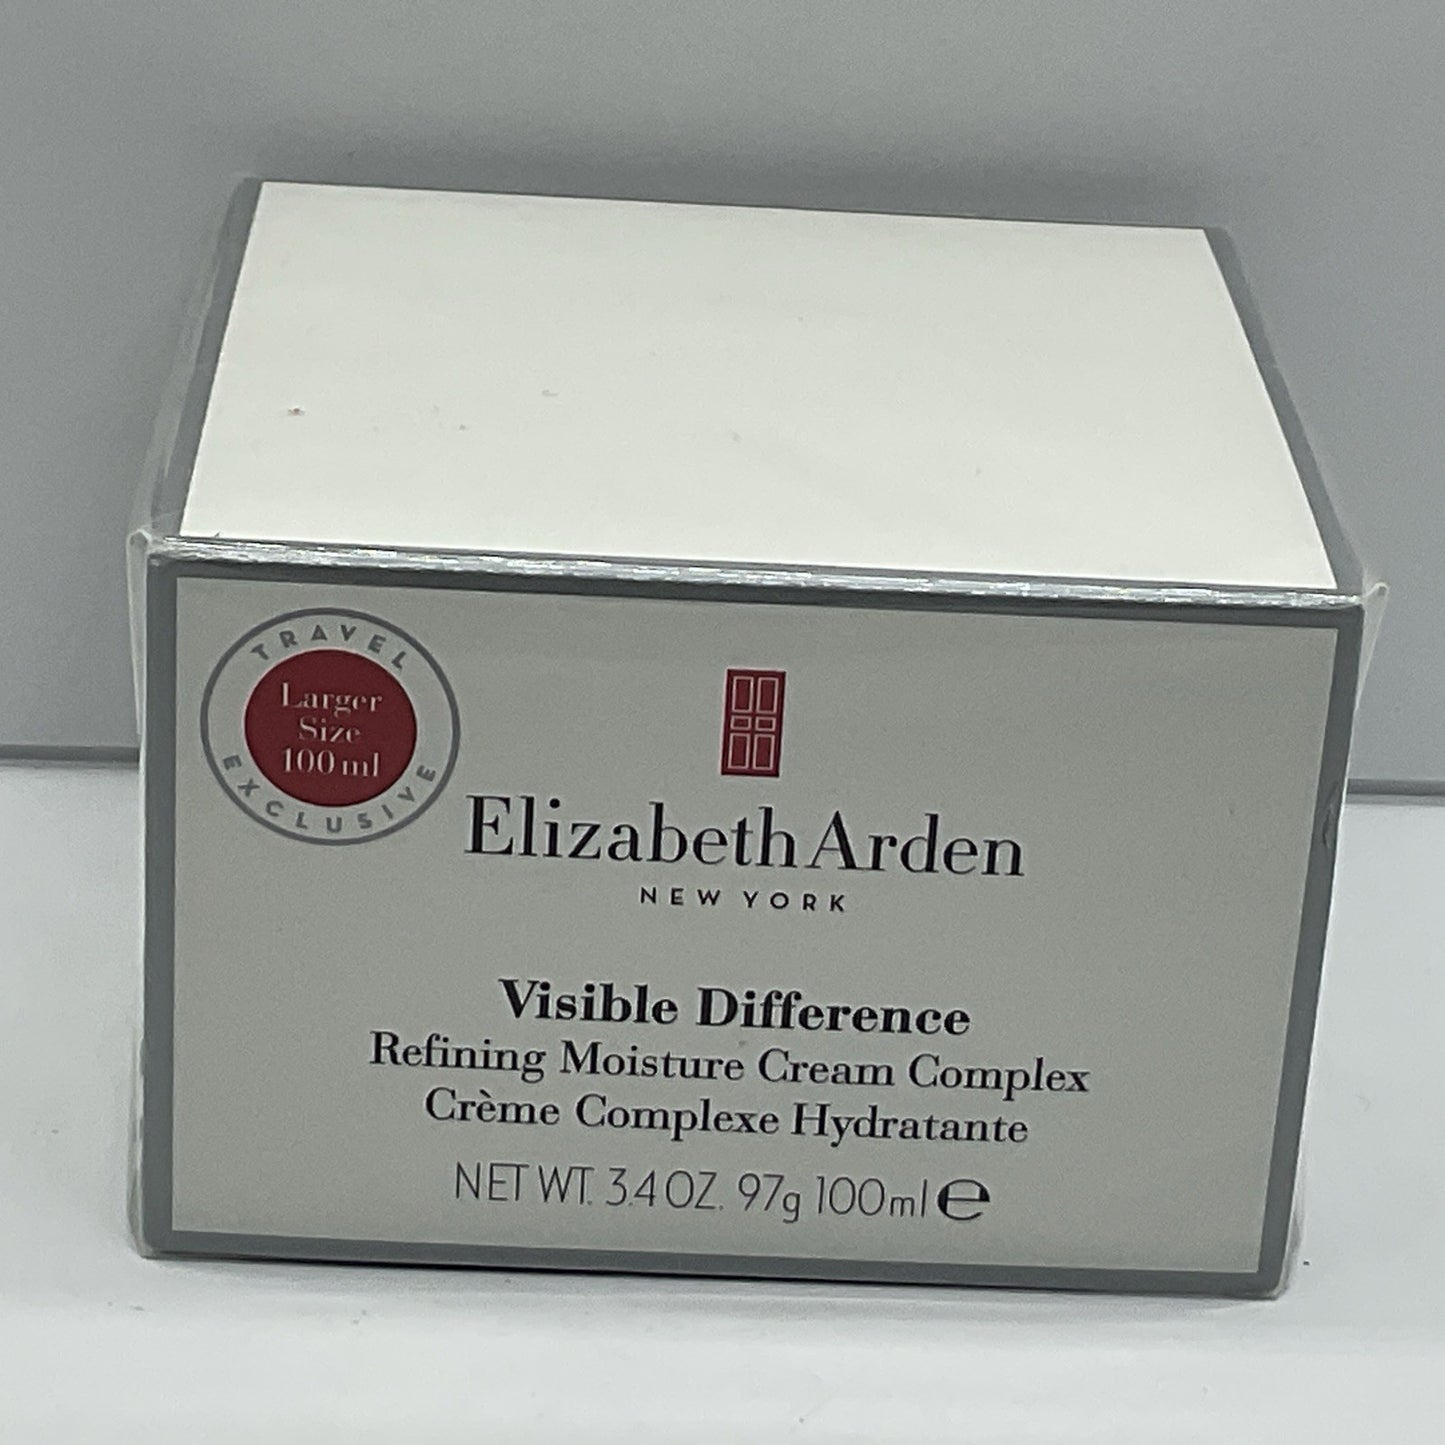 TRAVEL
Larger
Size
100 ml
EXCLUSIVE
Elizabeth Arden
NEW YORK
Visible Difference
Refining Moisture Cream Complex
Crème Complexe Hydratante
NET WT. 3.4 OZ. 97g 100ml e